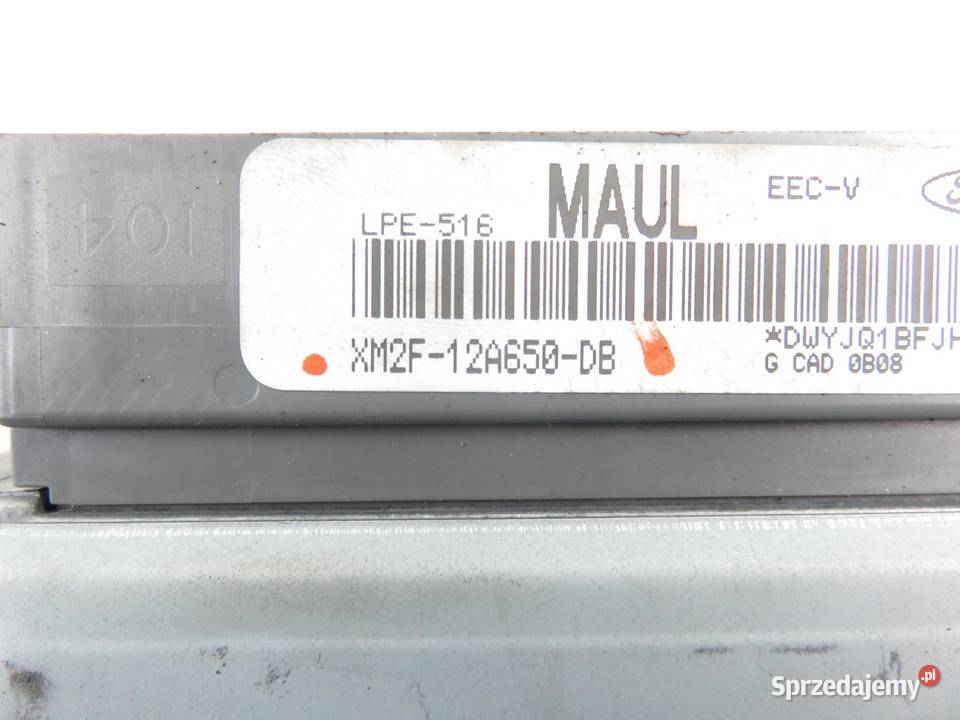 MAUL
EEC-V
LPE-516
104
XM2F-12A650-DB
*DWYJQ1BFJH
G CAD 0B08
Sprzedajemy.pl